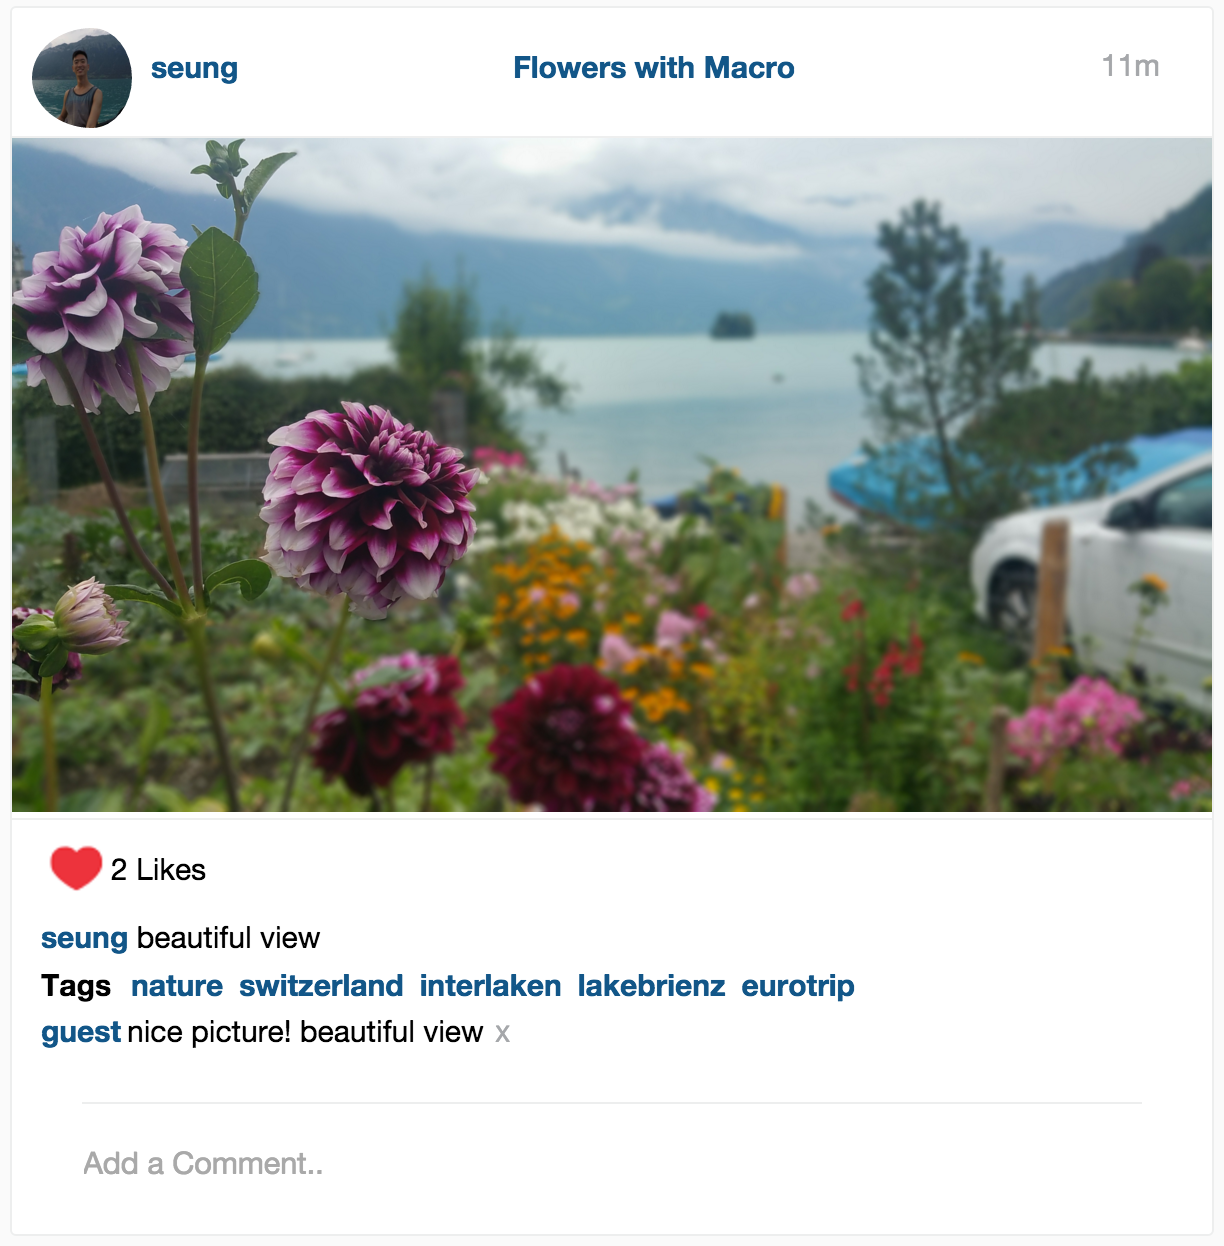 seung Flowers with Macro 11m
2 Likes
seung beautiful view
Tags nature switzerland interlaken lakebrienz eurotrip
guest nice picture! beautiful view x
Add a Comment..